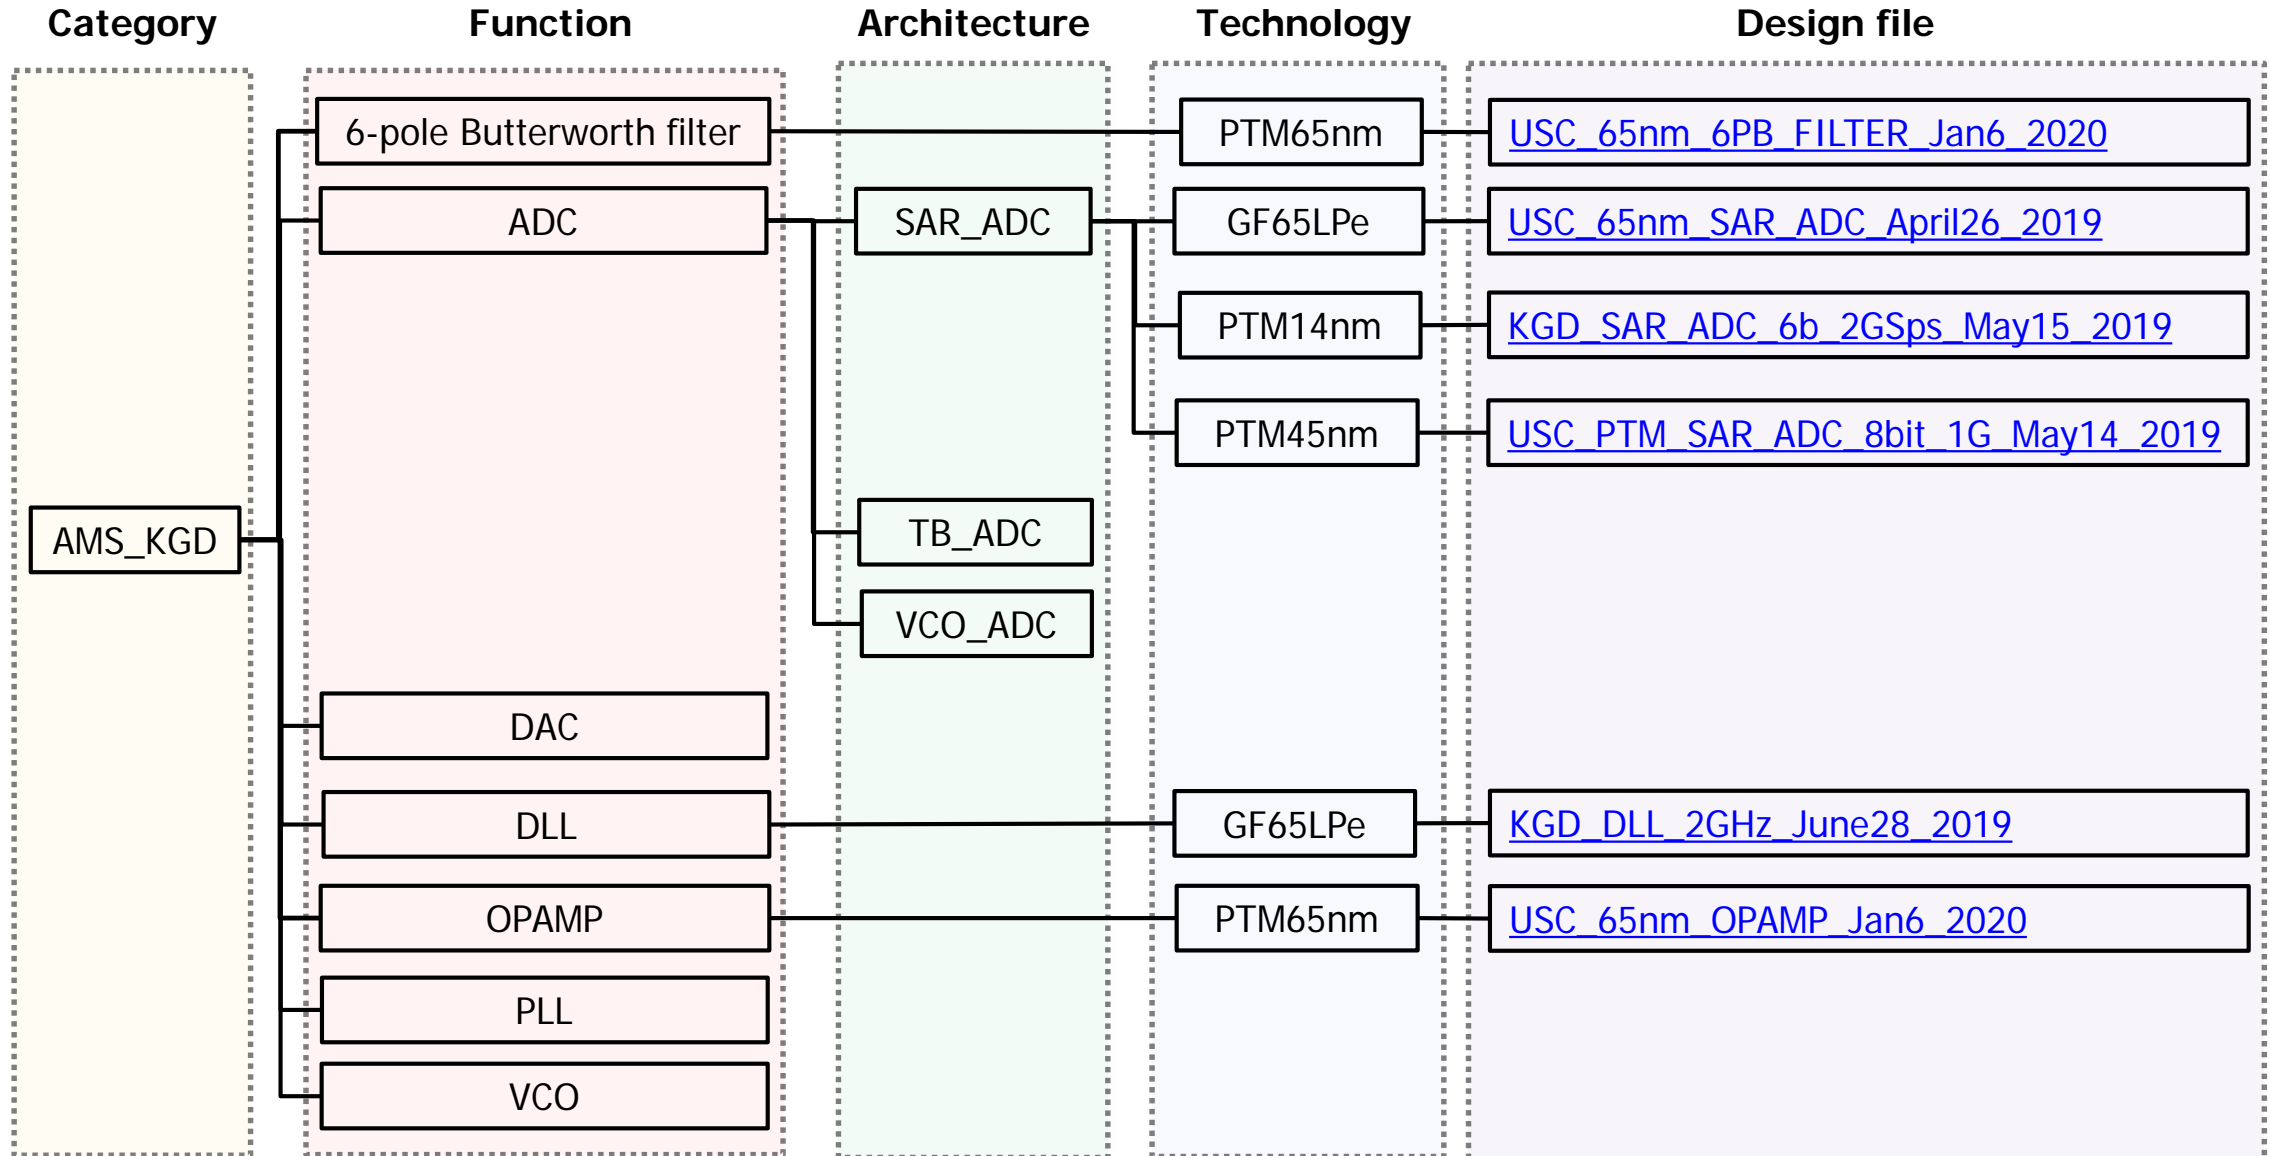 Category Function Architecture Technology Design file
6-pole Butterworth filter PTM65nm USC_65nm_6PB_FILTER_Jan6_2020
ADC SAR_ADC GF65LPe USC_65nm_SAR_ADC_April26_2019
PTM14nm KGD_SAR_ADC_6b_2GSps_May15_2019
PTM45nm USC_PTM_SAR_ADC_8bit_1G_May14_2019
AMS_KGD TB_ADC
VCO_ADC
DAC
DLL GF65LPe KGD_DLL_2GHz_June28_2019
OPAMP PTM65nm USC_65nm_OPAMP_Jan6_2020
PLL
VCO